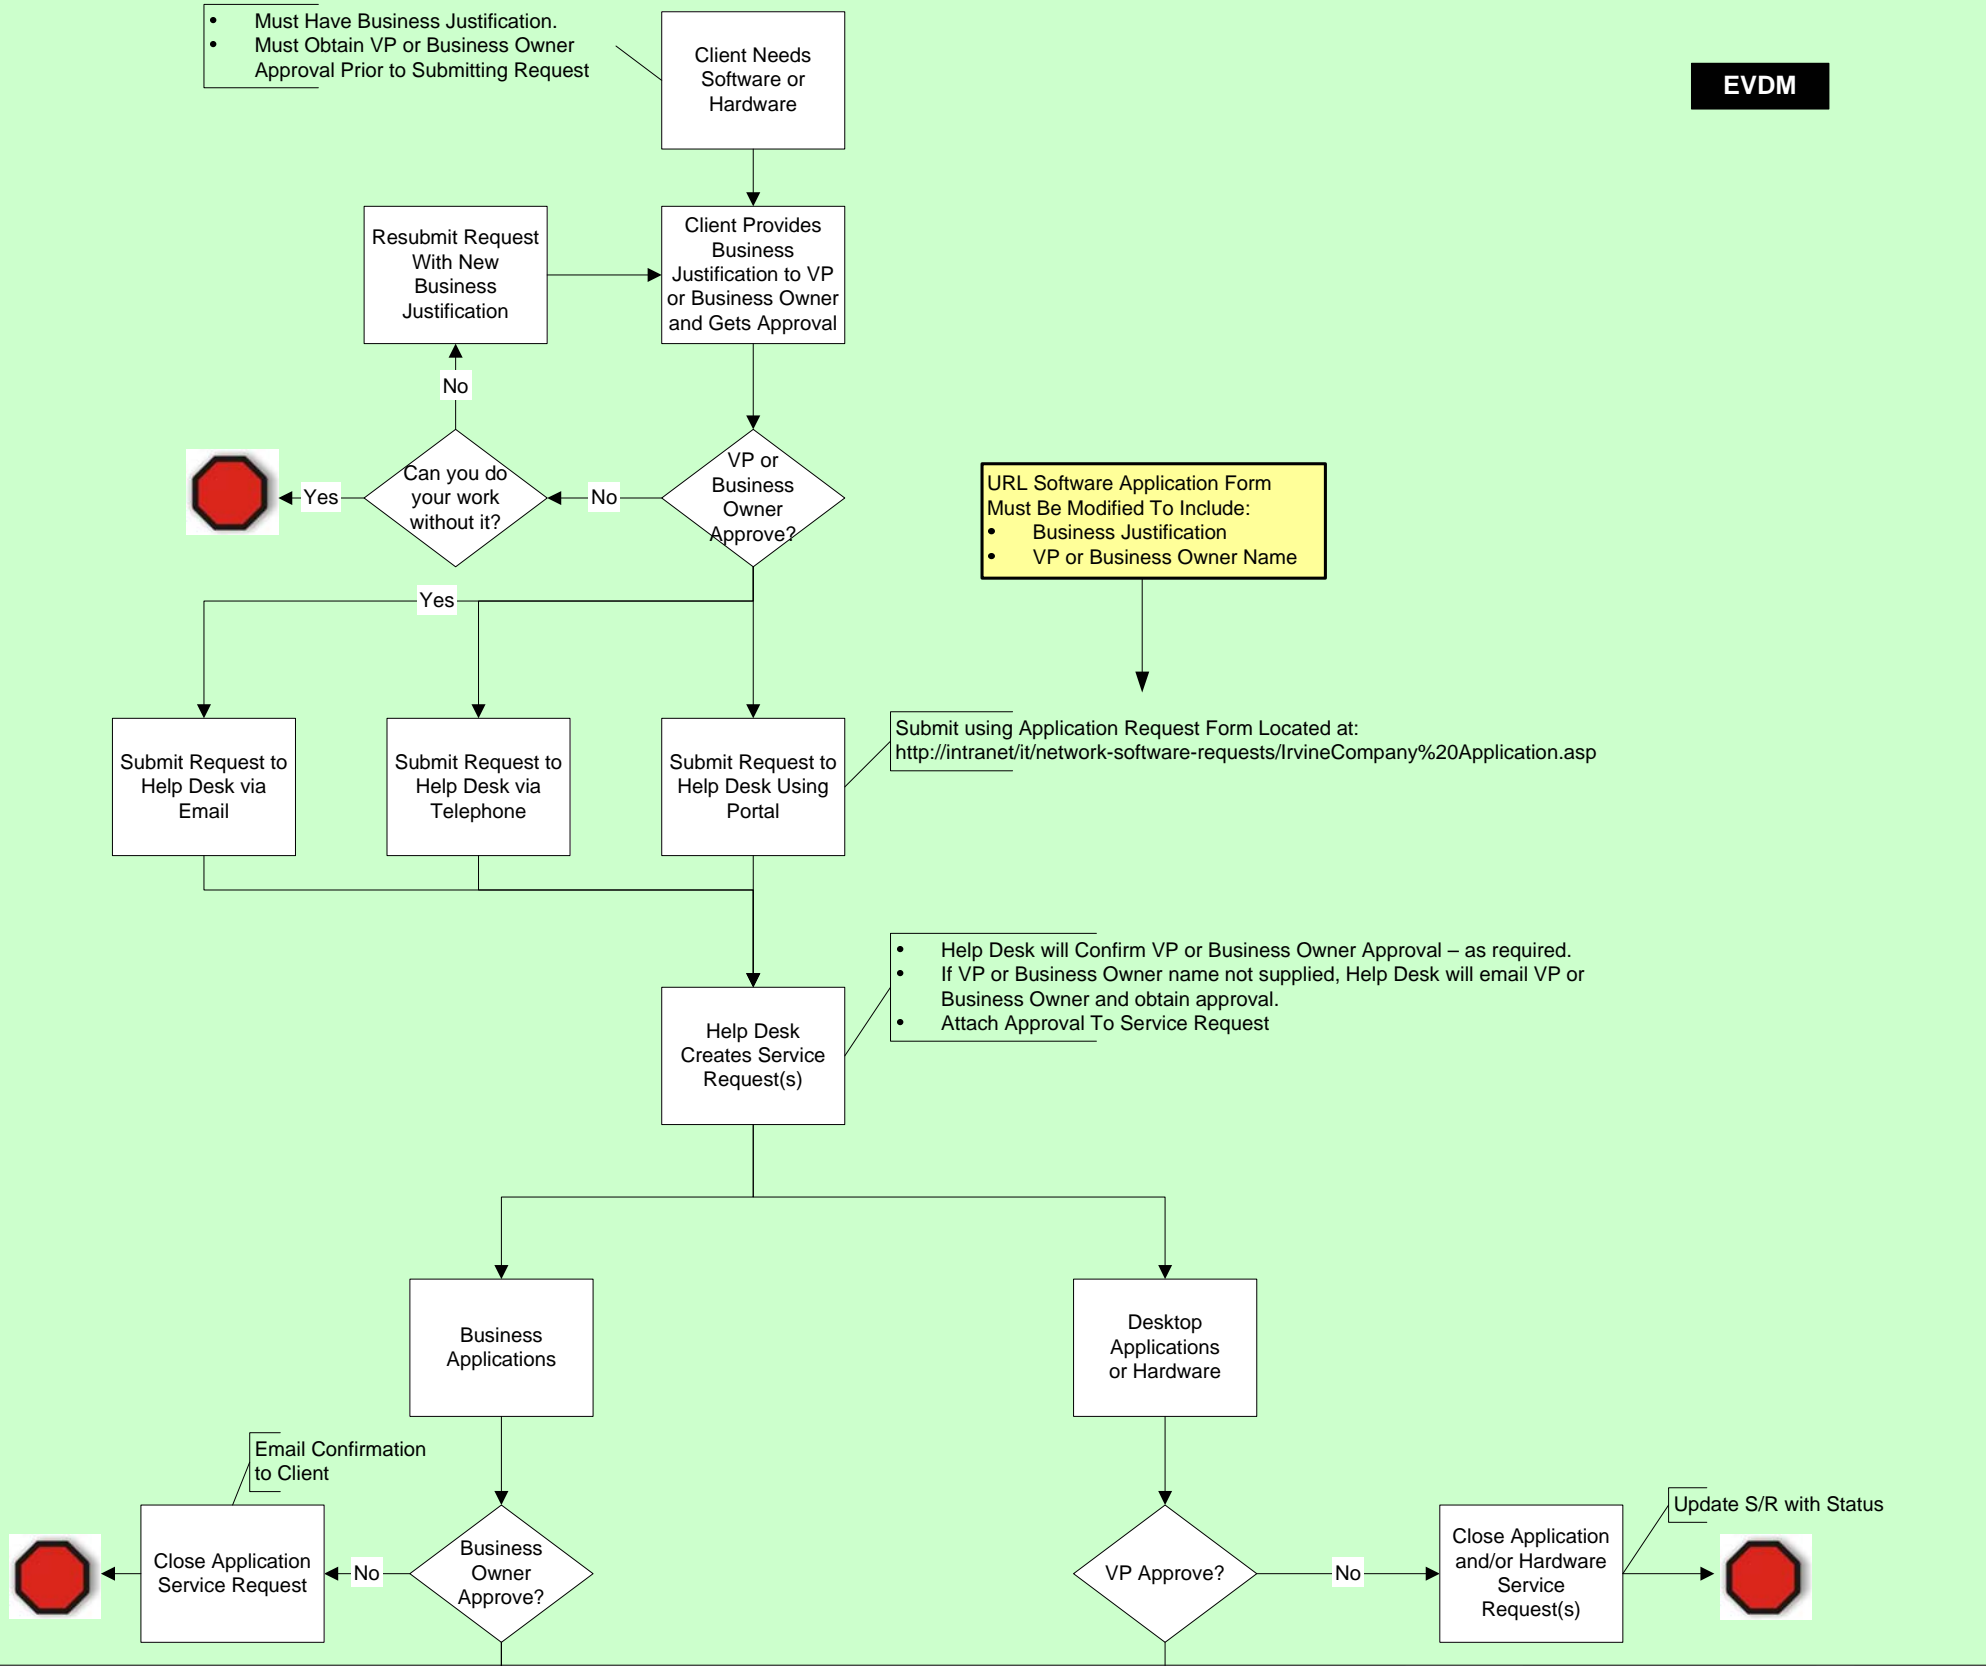 • Must Have Business Justification.
• Must Obtain VP or Business Owner
Approval Prior to Submitting Request
Client Needs
Software or
Hardware
EVDM
Resubmit Request
With New
Business
Justification
Client Provides
Business
Justification to VP
or Business Owner
and Gets Approval
No
Can you do
your work
without it?
Yes
No
VP or
Business
Owner
Approve?
URL Software Application Form
Must Be Modified To Include:
• Business Justification
• VP or Business Owner Name
Yes
Submit Request to
Help Desk via
Email
Submit Request to
Help Desk via
Telephone
Submit Request to
Help Desk Using
Portal
Submit using Application Request Form Located at:
http://intranet/it/network-software-requests/IrvineCompany%20Application.asp
• Help Desk will Confirm VP or Business Owner Approval – as required.
• If VP or Business Owner name not supplied, Help Desk will email VP or
Business Owner and obtain approval.
• Attach Approval To Service Request
Help Desk
Creates Service
Request(s)
Business
Applications
Desktop
Applications
or Hardware
Email Confirmation
to Client
Close Application
Service Request
No
Business
Owner
Approve?
VP Approve?
No
Close Application
and/or Hardware
Service
Request(s)
Update S/R with Status